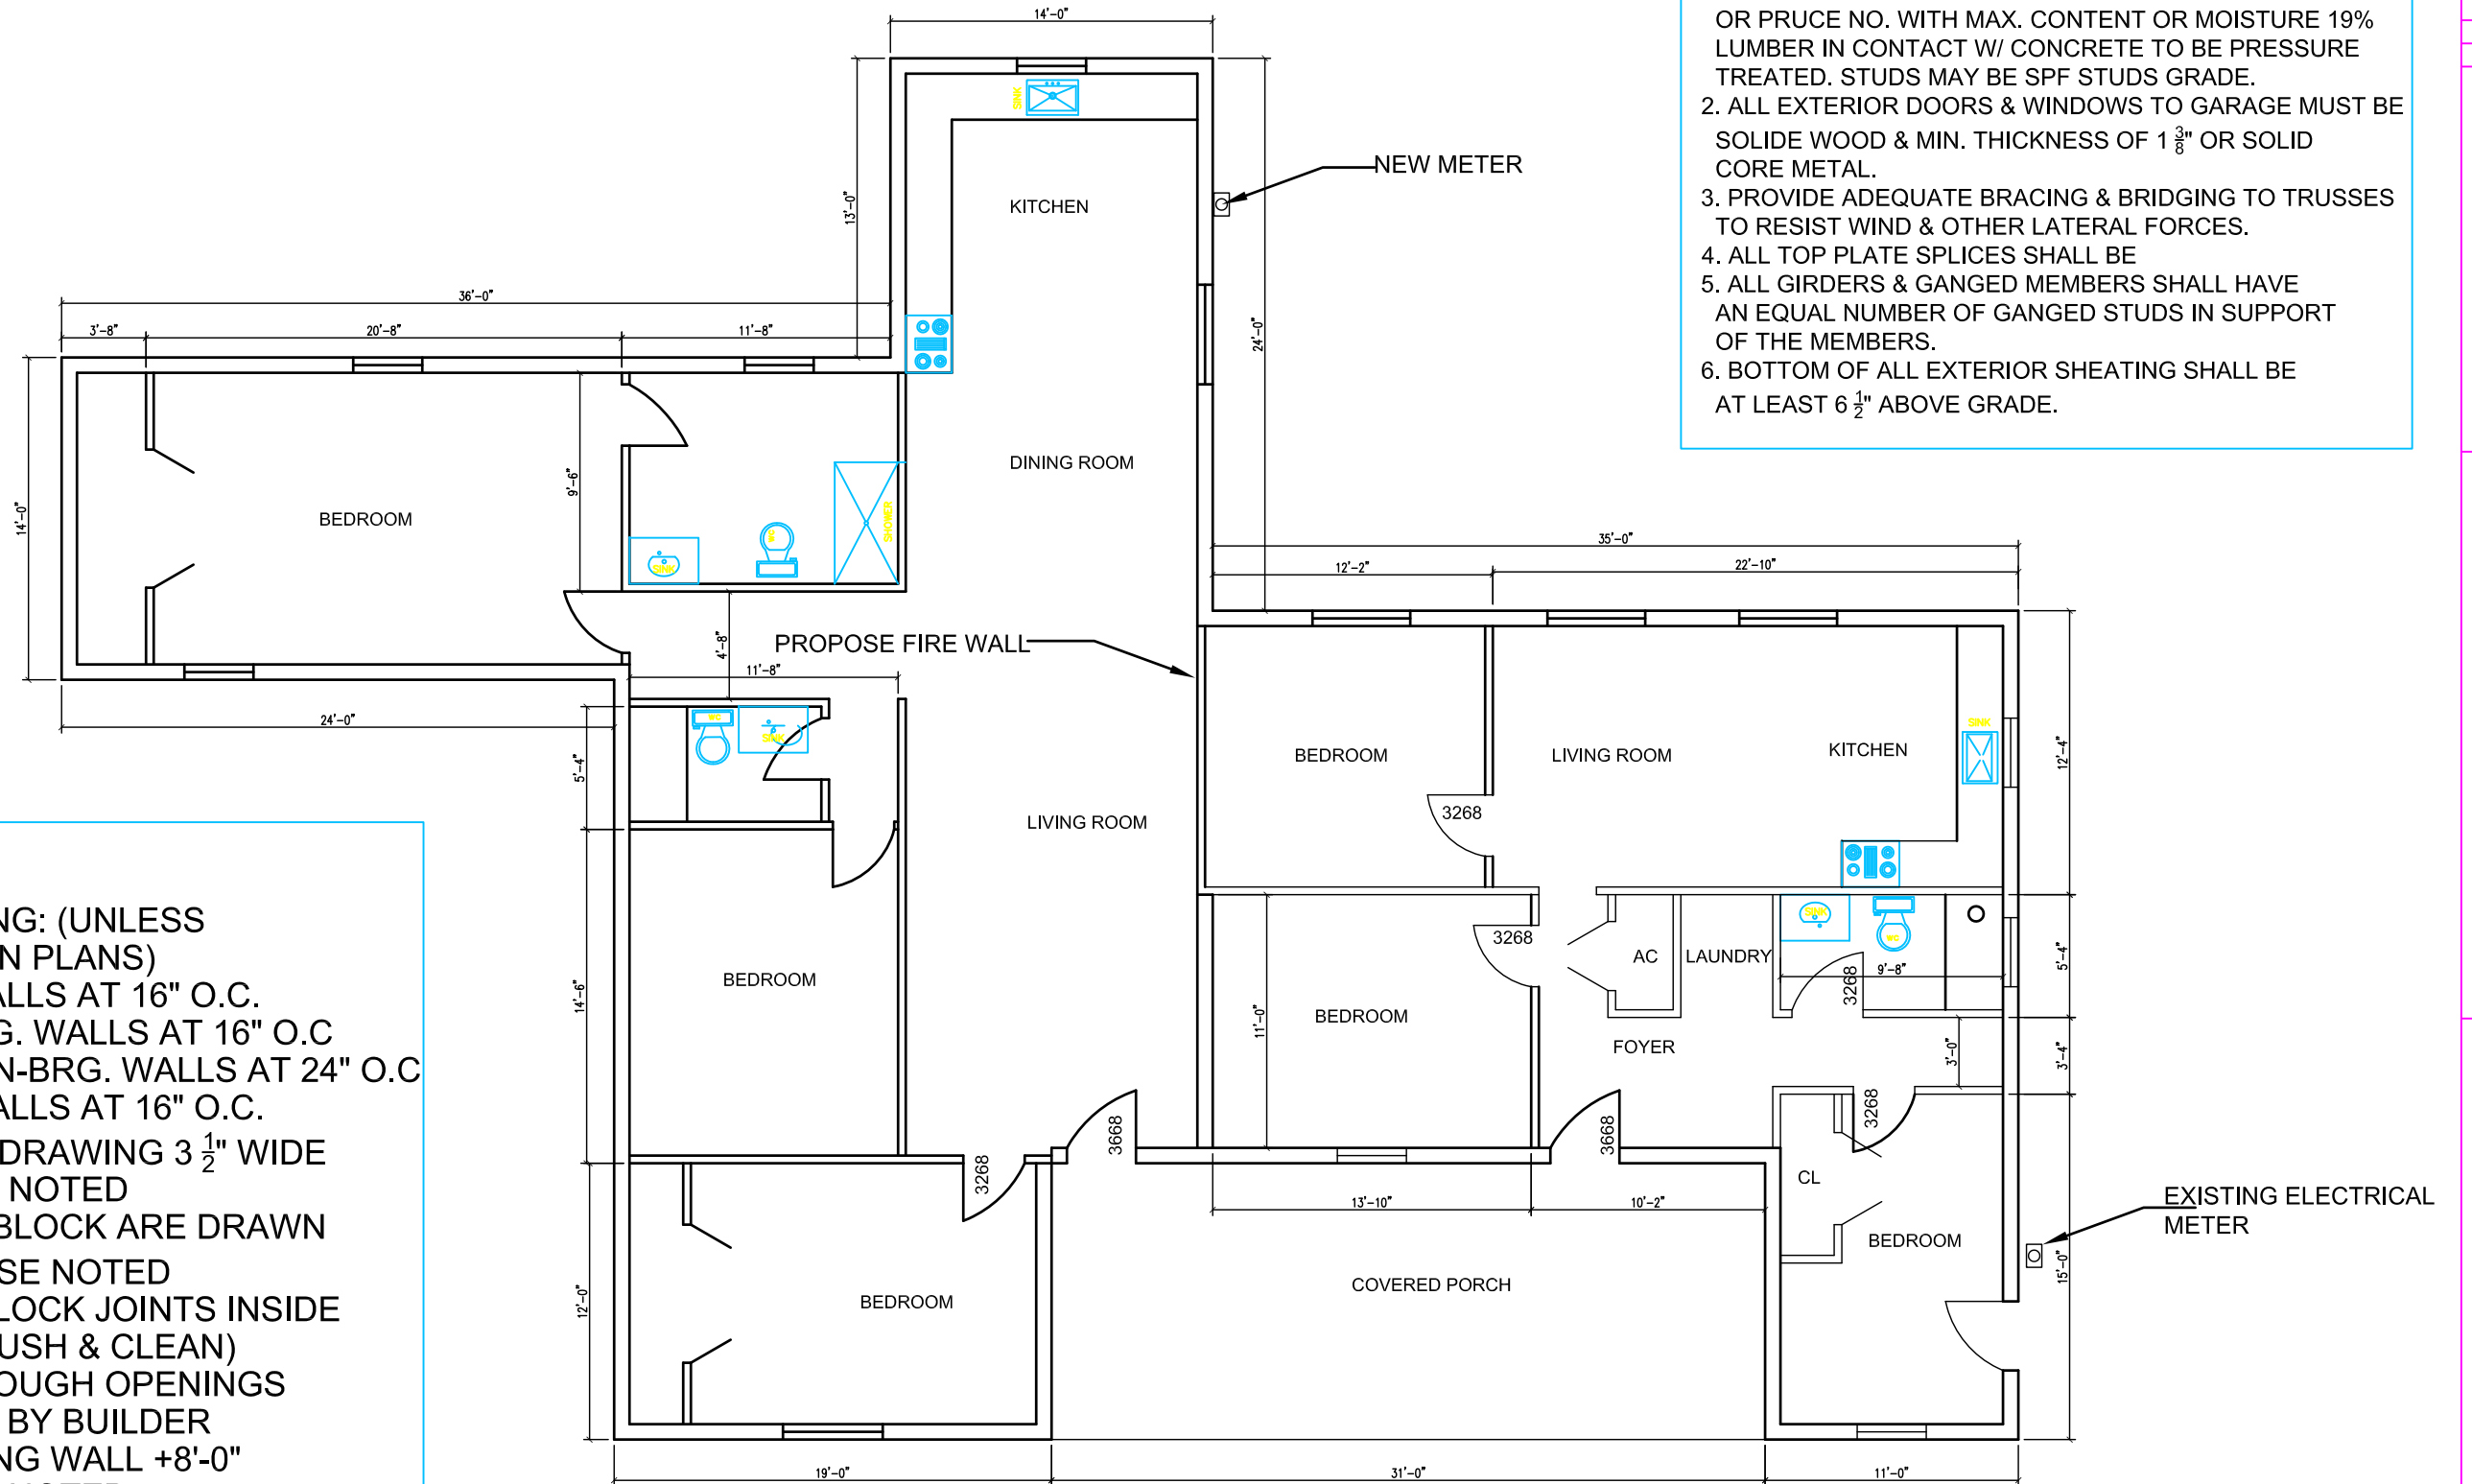 14'-0"
OR PRUCE NO. WITH MAX. CONTENT OR MOISTURE 19%
LUMBER IN CONTACT W/ CONCRETE TO BE PRESSURE
TREATED. STUDS MAY BE SPF STUDS GRADE.
2. ALL EXTERIOR DOORS & WINDOWS TO GARAGE MUST BE
SOLIDE WOOD & MIN. THICKNESS OF 1 3/8" OR SOLID
CORE METAL.
3. PROVIDE ADEQUATE BRACING & BRIDGING TO TRUSSES
TO RESIST WIND & OTHER LATERAL FORCES.
4. ALL TOP PLATE SPLICES SHALL BE
5. ALL GIRDERS & GANGED MEMBERS SHALL HAVE
AN EQUAL NUMBER OF GANGED STUDS IN SUPPORT
OF THE MEMBERS.
6. BOTTOM OF ALL EXTERIOR SHEATING SHALL BE
AT LEAST 6 1/2" ABOVE GRADE.
SINK
NEW METER
13'-0"
KITCHEN
24'-0"
36'-0"
3'-8"
20'-8"
11'-8"
14'-0"
BEDROOM
9'-6"
DINING ROOM
SINK
WC
SHOWER
35'-0"
12'-2"
22'-10"
PROPOSE FIRE WALL
4'-8"
11'-8"
24'-0"
5'-4"
WC
SINK
LIVING ROOM
BEDROOM
3268
LIVING ROOM
KITCHEN
SINK
12'-4"
BEDROOM
14'-6"
11'-0"
BEDROOM
3268
AC
LAUNDRY
SINK
WC
3268
9'-8"
5'-4"
FOYER
3'-0"
3'-4"
3268
3668
3668
3268
CL
13'-10"
10'-2"
BEDROOM
12'-0"
BEDROOM
COVERED PORCH
15'-0"
EXISTING ELECTRICAL
METER
19'-0"
31'-0"
11'-0"
NG: (UNLESS
N PLANS)
ALLS AT 16" O.C.
G. WALLS AT 16" O.C
N-BRG. WALLS AT 24" O.C
ALLS AT 16" O.C.
DRAWING 3 1/2" WIDE
NOTED
BLOCK ARE DRAWN
SE NOTED
LOCK JOINTS INSIDE
USH & CLEAN)
OUGH OPENINGS
BY BUILDER
NG WALL +8'-0"